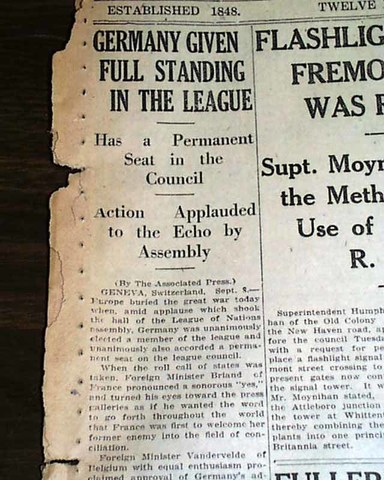 ESTABLISHED 1848.
TWELVE
GERMANY GIVEN
FULL STANDING
IN THE LEAGUE
Has a Permanent
Seat in the
Council
Action Applauded
to the Echo by
Assembly
(By The Associated Press.)
GENEVA, Switzerland, Sept. 8.—
Europe buried the great war today
when, amid applause which shook
the hall of the League of Nations
assembly, Germany was unanimously
elected a member of the league and
unanimously also accorded a perma-
nent seat on the league council.
When the roll call of states was
taken, Foreign Minister Briand of
France pronounced a sonorous "yes,"
and turned his eyes toward the press
galleries as if he wanted the word
to go forth throughout the world
that France was first to welcome her
former enemy into the field of con-
ciliation.
Foreign Minister Vandervelde of
Belgium with equal enthusiasm pro-
claimed approval of Germany's ad-
FLASHLIG
FREMO
WAS
Supt. Moyn
the Meth
Use of
R.
Superintendent Humph
han of the Old Colony
the New Haven road, ap
fore the council Tuesda
with a request for pe
place a flashlight signal
mont street crossing to
present gates now con
the signal tower. It w
Mr. Moynihan stated,
the Attleboro junction
the tower at Whitten
thereby combining the
plants into one princi
Britannia street.
FULLER